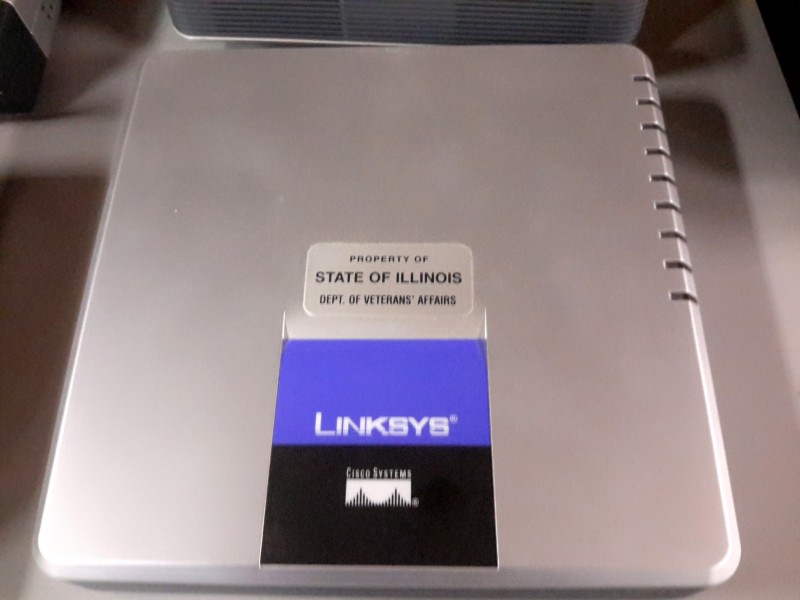 PROPERTY OF
STATE OF ILLINOIS
DEPT. OF VETERANS' AFFAIRS
LINKSYS®
CISCO SYSTEMS
®